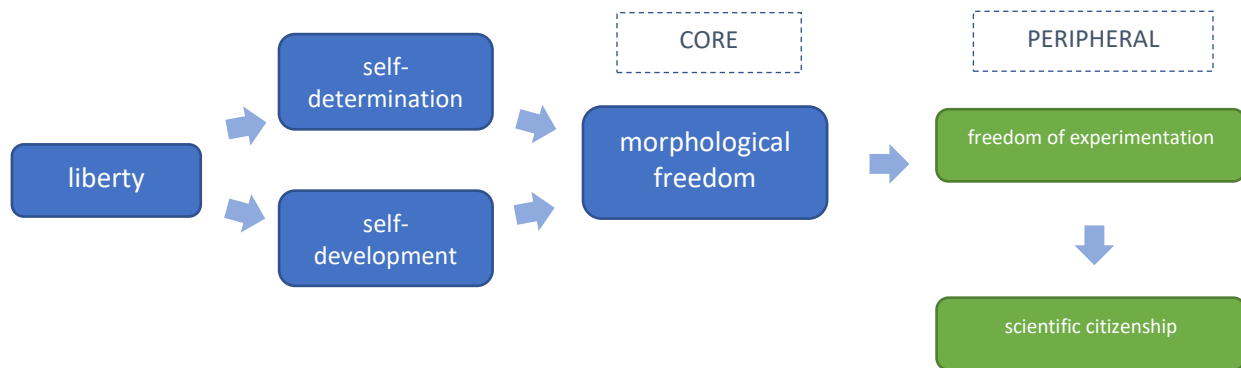 CORE
PERIPHERAL
liberty
self-
determination
self-
development
morphological
freedom
freedom of experimentation
scientific citizenship